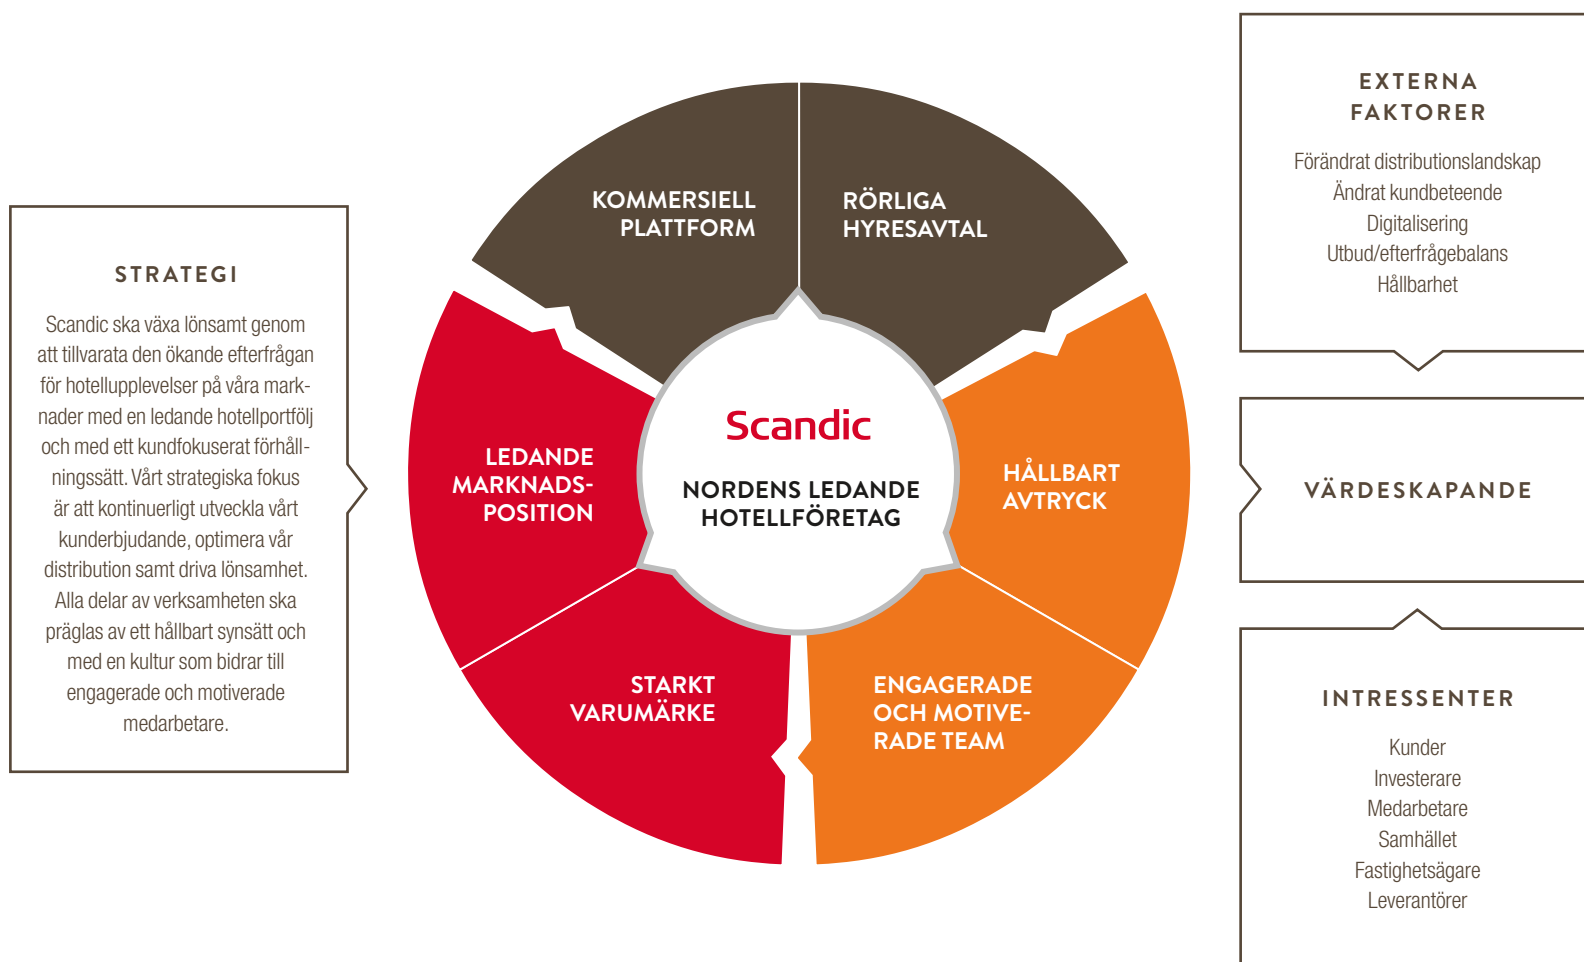 STRATEGI
Scandic ska växa lönsamt genom
att tillvarata den ökande efterfrågan
för hotellupplevelser på våra mark-
nader med en ledande hotellportfölj
och med ett kundfokuserat förhåll-
ningssätt. Vårt strategiska fokus
är att kontinuerligt utveckla vårt
kunderbjudande, optimera vår
distribution samt driva lönsamhet.
Alla delar av verksamheten ska
präglas av ett hållbart synsätt och
med en kultur som bidrar till
engagerade och motiverade
medarbetare.
KOMMERSIELL
PLATTFORM
RÖRLIGA
HYRESAVTAL
LEDANDE
MARKNADS-
POSITION
Scandic
NORDENS LEDANDE
HOTELLFÖRETAG
HÅLLBART
AVTRYCK
STARKT
VARUMÄRKE
ENGAGERADE
OCH MOTIVE-
RADE TEAM
EXTERNA
FAKTORER
Förändrat distributionslandskap
Ändrat kundbeteende
Digitalisering
Utbud/efterfrågebalans
Hållbarhet
VÄRDESKAPANDE
INTRESSENTER
Kunder
Investerare
Medarbetare
Samhället
Fastighetsägare
Leverantörer